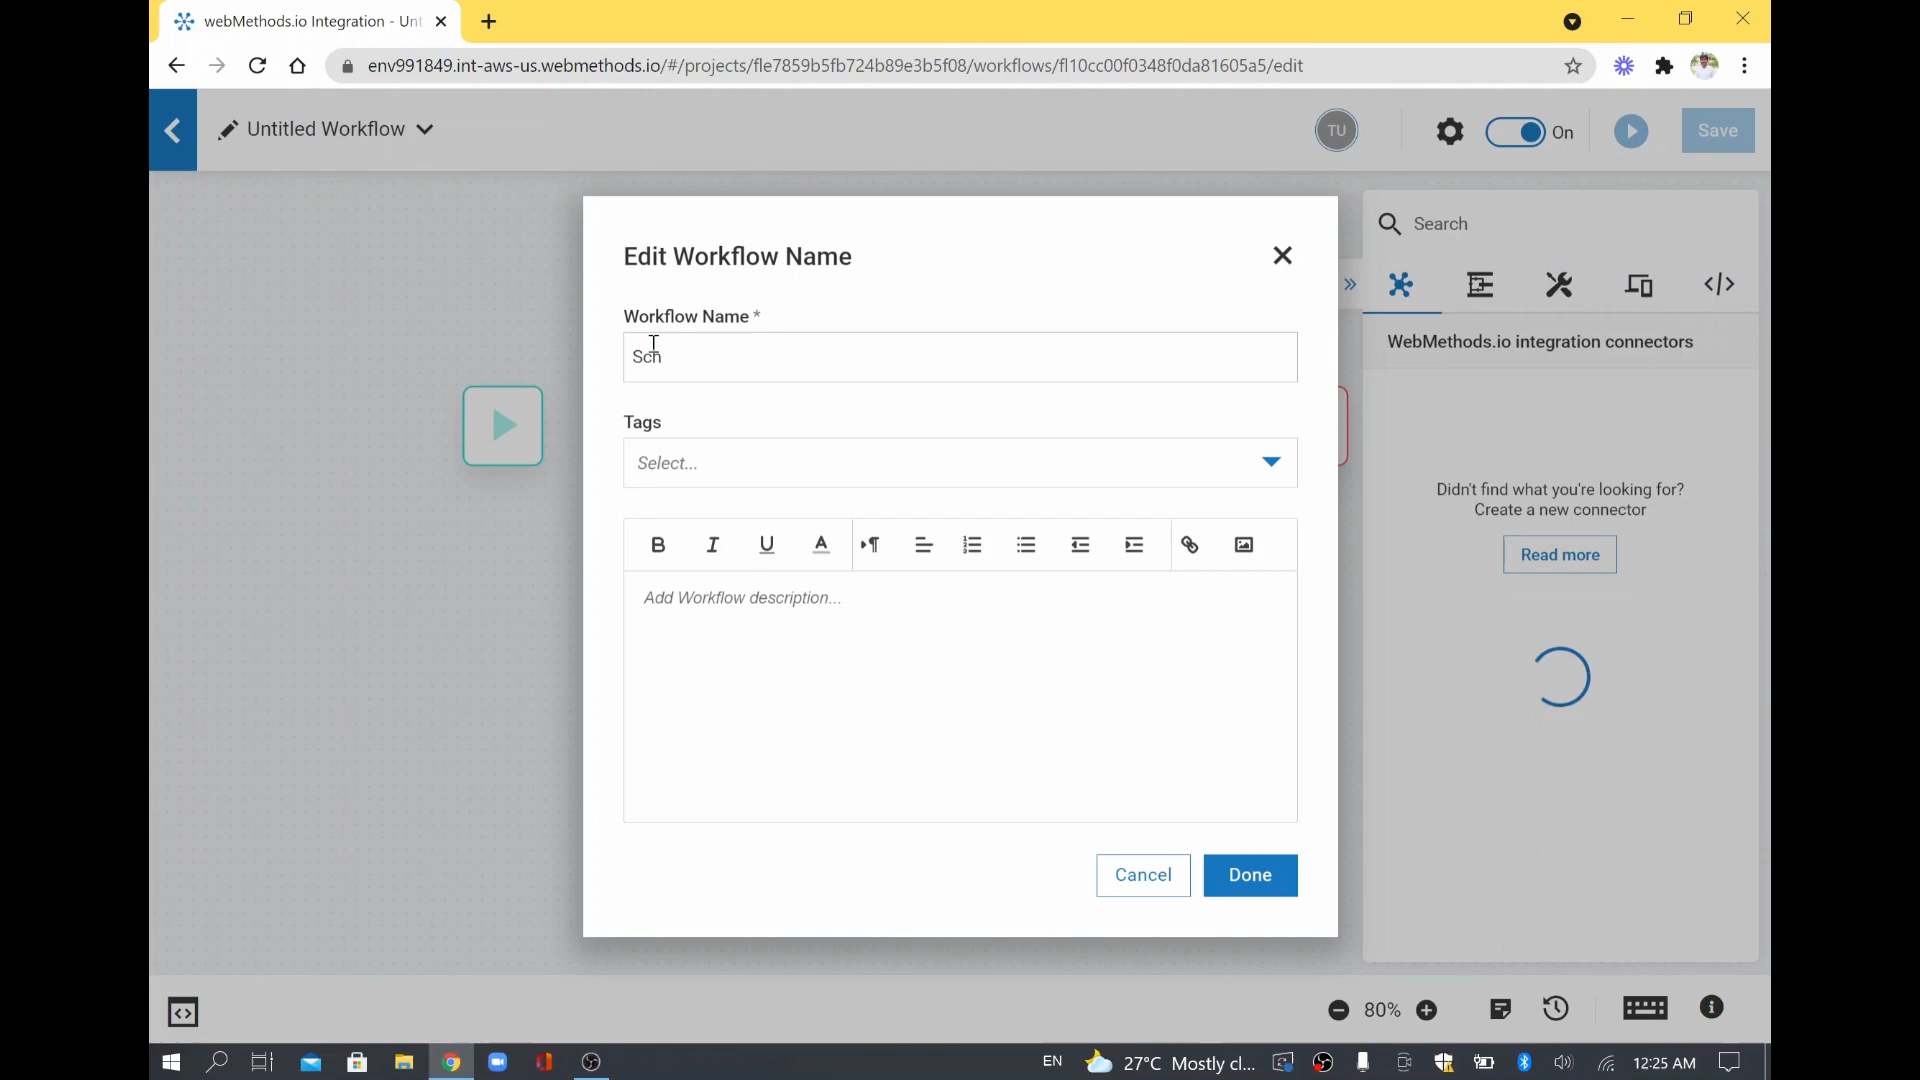 webMethods.io Integration - Unt
env991849.int-aws-us.webmethods.io/#/projects/fle7859b5fb724b89e3b5f08/workflows/fl10cc00f0348f0da81605a5/edit
Untitled Workflow
TU
On
Save
Edit Workflow Name
Workflow Name *
Sch
Tags
Select...
B I U A
Add Workflow description...
Cancel
Done
Search
WebMethods.io integration connectors
Didn't find what you're looking for?
Create a new connector
Read more
80%
EN
27°C Mostly cl...
12:25 AM